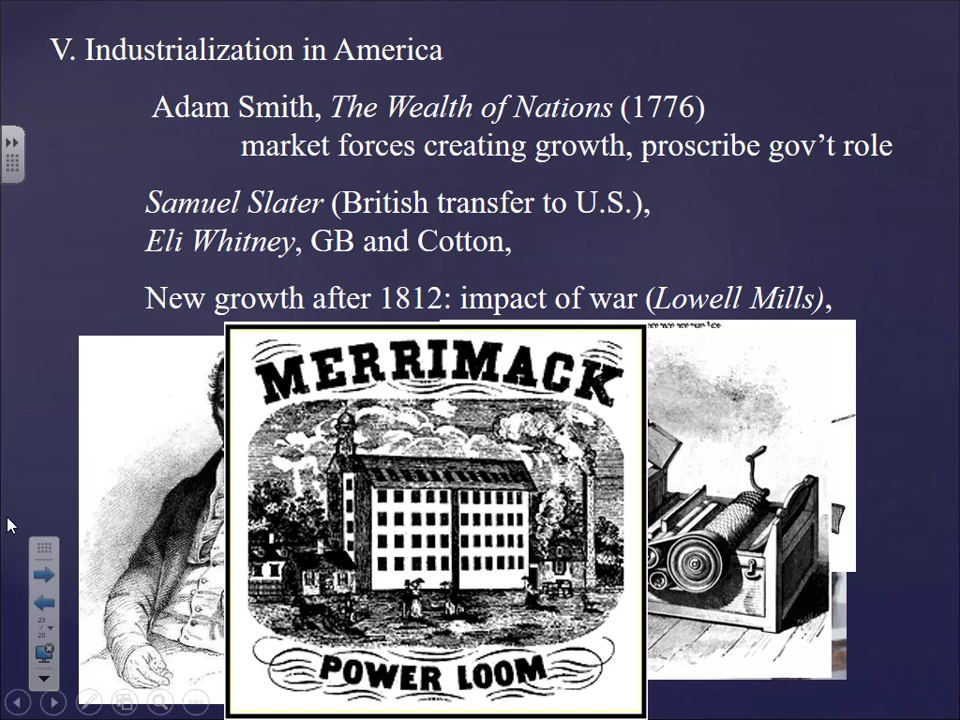 V. Industrialization in America
Adam Smith, The Wealth of Nations (1776)
market forces creating growth, proscribe gov’t role
Samuel Slater (British transfer to U.S.),
Eli Whitney, GB and Cotton,
New growth after 1812: impact of war (Lowell Mills),
MERRIMACK
POWER LOOM
23
/
25